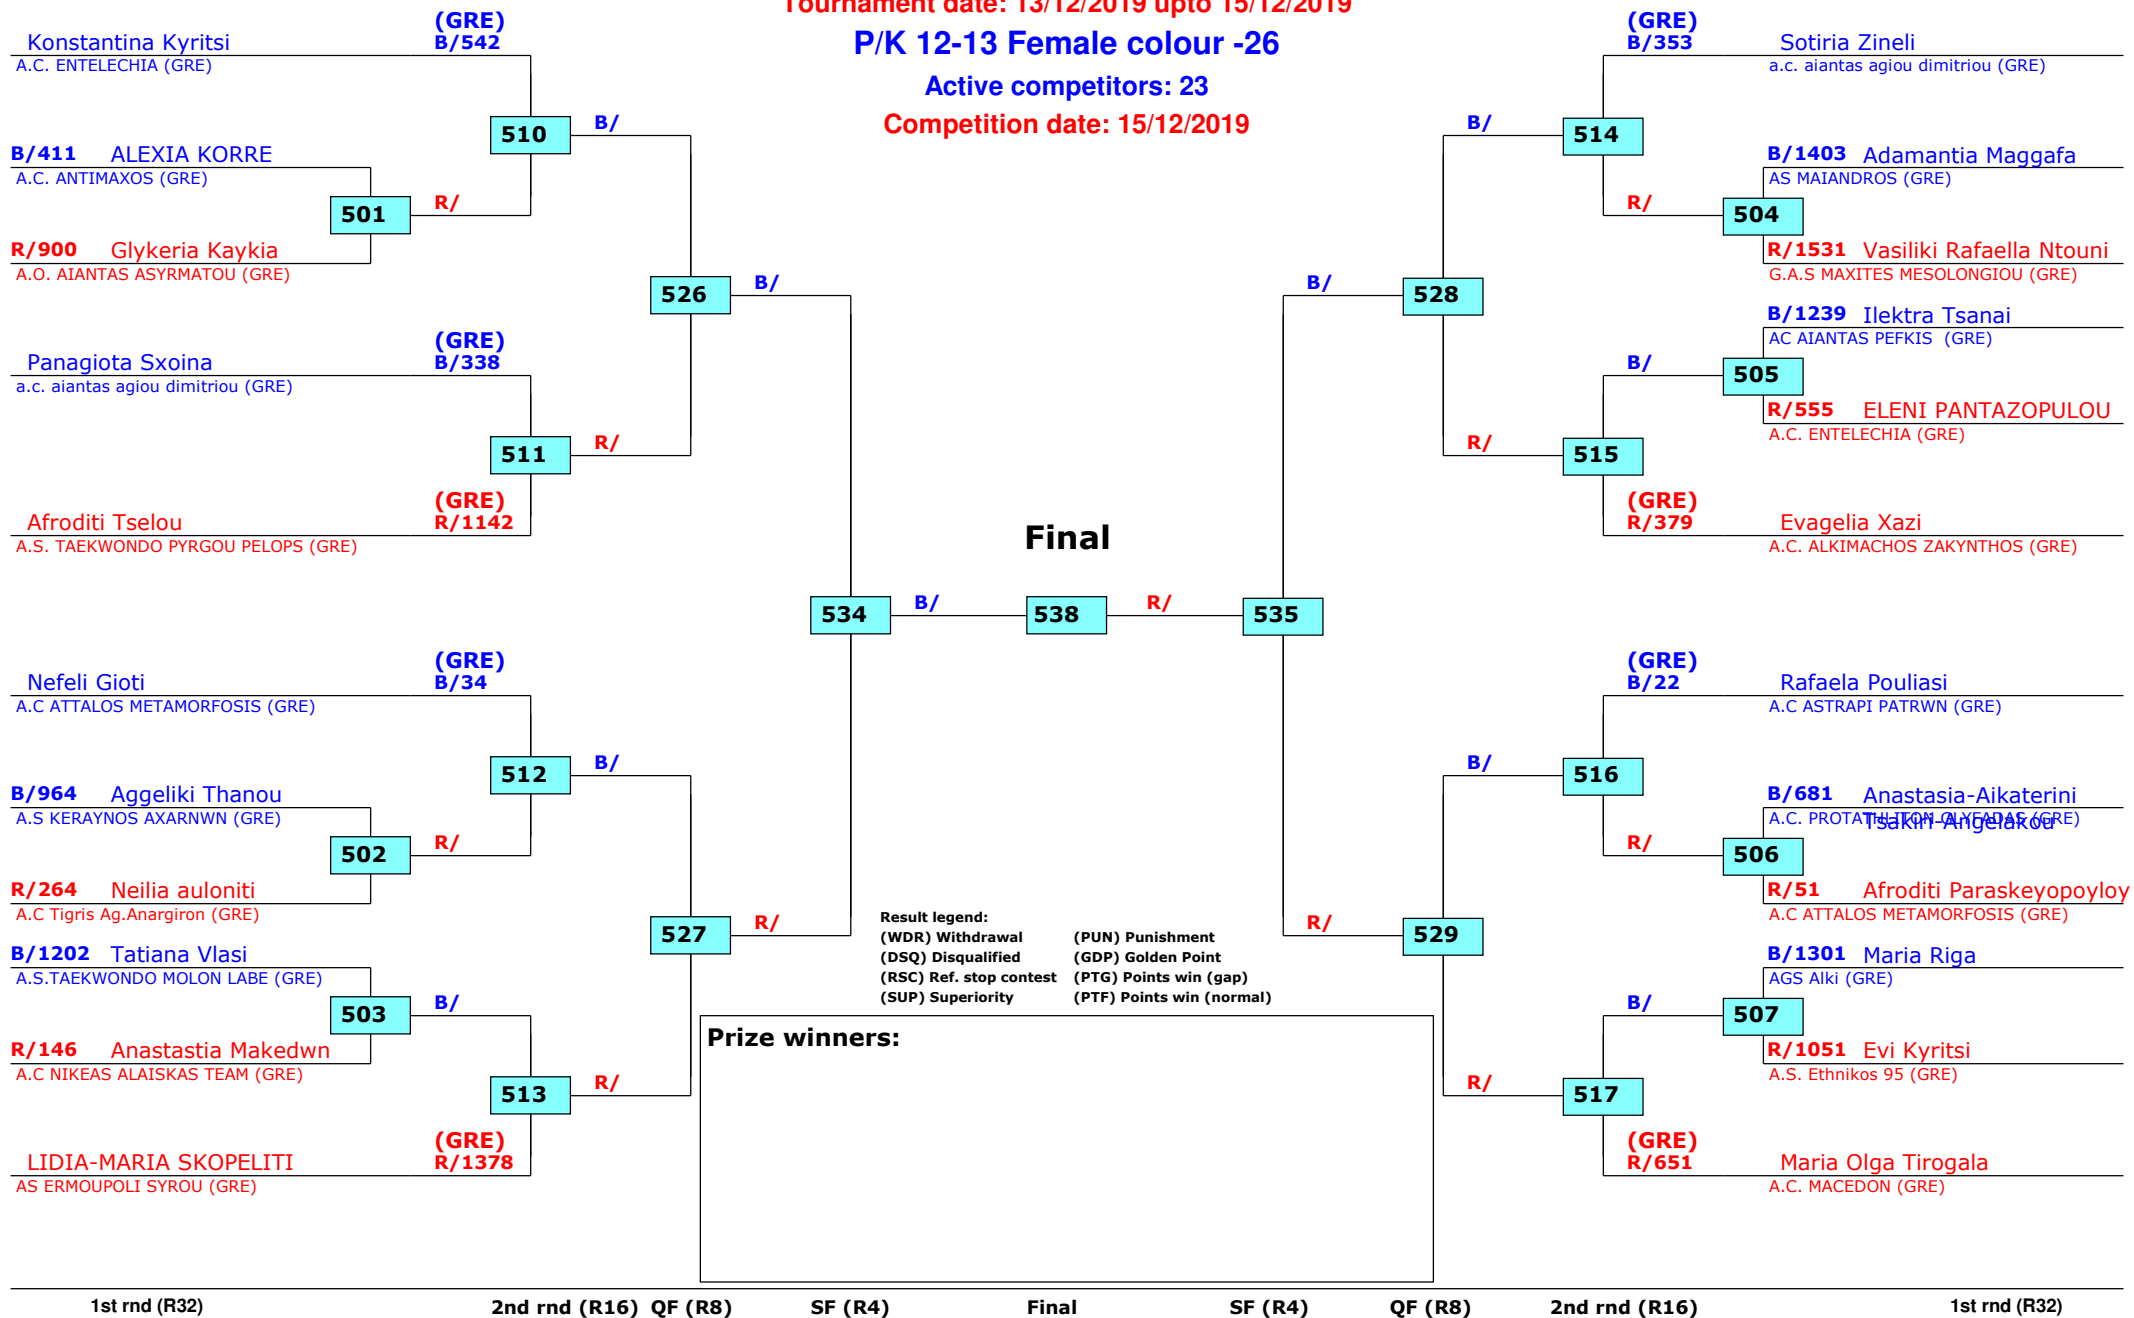 Tournament date: 13/12/2019 upto 15/12/2019
P/K 12-13 Female colour -26
Active competitors: 23
Competition date: 15/12/2019
Konstantina Kyritsi
(GRE)
B/542
A.C. ENTELECHIA (GRE)
510
B/
B/411 ALEXIA KORRE
A.C. ANTIMAXOS (GRE)
501
R/
R/900 Glykeria Kaykia
A.O. AIANTAS ASYRMATOU (GRE)
526
B/
(GRE)
B/338
Panagiota Sxoina
a.c. aiantas agiou dimitriou (GRE)
511
R/
(GRE)
R/1142
Afroditi Tselou
A.S. TAEKWONDO PYRGOU PELOPS (GRE)
534
B/
(GRE)
B/34
Nefeli Gioti
A.C ATTALOS METAMORFOSIS (GRE)
512
B/
B/964 Aggeliki Thanou
A.S KERAYNOS AXARNWN (GRE)
502
R/
R/264 Neilia auloniti
A.C Tigris Ag.Anargiron (GRE)
527
R/
B/1202 Tatiana Vlasi
A.S.TAEKWONDO MOLON LABE (GRE)
503
B/
R/146 Anastastia Makedwn
A.C NIKEAS ALAISKAS TEAM (GRE)
513
R/
(GRE)
R/1378
LIDIA-MARIA SKOPELITI
AS ERMOUPOLI SYROU (GRE)
Final
538
R/
535
(GRE)
B/353
Sotiria Zineli
a.c. aiantas agiou dimitriou (GRE)
B/
514
B/1403 Adamantia Maggafa
AS MAIANDROS (GRE)
R/
504
R/1531 Vasiliki Rafaella Ntouni
G.A.S MAXITES MESOLONGIOU (GRE)
B/
528
B/1239 Ilektra Tsanai
AC AIANTAS PEFKIS (GRE)
B/
505
R/555 ELENI PANTAZOPULOU
A.C. ENTELECHIA (GRE)
R/
515
(GRE)
R/379
Evagelia Xazi
A.C. ALKIMACHOS ZAKYNTHOS (GRE)
(GRE)
B/22
Rafaela Pouliasi
A.C ASTRAPI PATRWN (GRE)
B/
516
B/681 Anastasia-Aikaterini
Tsakiri-Angelakou
A.C. PROTATHLITON GLYFADAS (GRE)
R/
506
R/51 Afroditi Paraskeyopoyloy
A.C ATTALOS METAMORFOSIS (GRE)
R/
529
B/1301 Maria Riga
AGS Alki (GRE)
B/
507
R/1051 Evi Kyritsi
A.S. Ethnikos 95 (GRE)
R/
517
(GRE)
R/651
Maria Olga Tirogala
A.C. MACEDON (GRE)
Result legend:
(WDR) Withdrawal (PUN) Punishment
(DSQ) Disqualified (GDP) Golden Point
(RSC) Ref. stop contest (PTG) Points win (gap)
(SUP) Superiority (PTF) Points win (normal)
Prize winners:
1st rnd (R32) 2nd rnd (R16) QF (R8) SF (R4) Final SF (R4) QF (R8) 2nd rnd (R16) 1st rnd (R32)